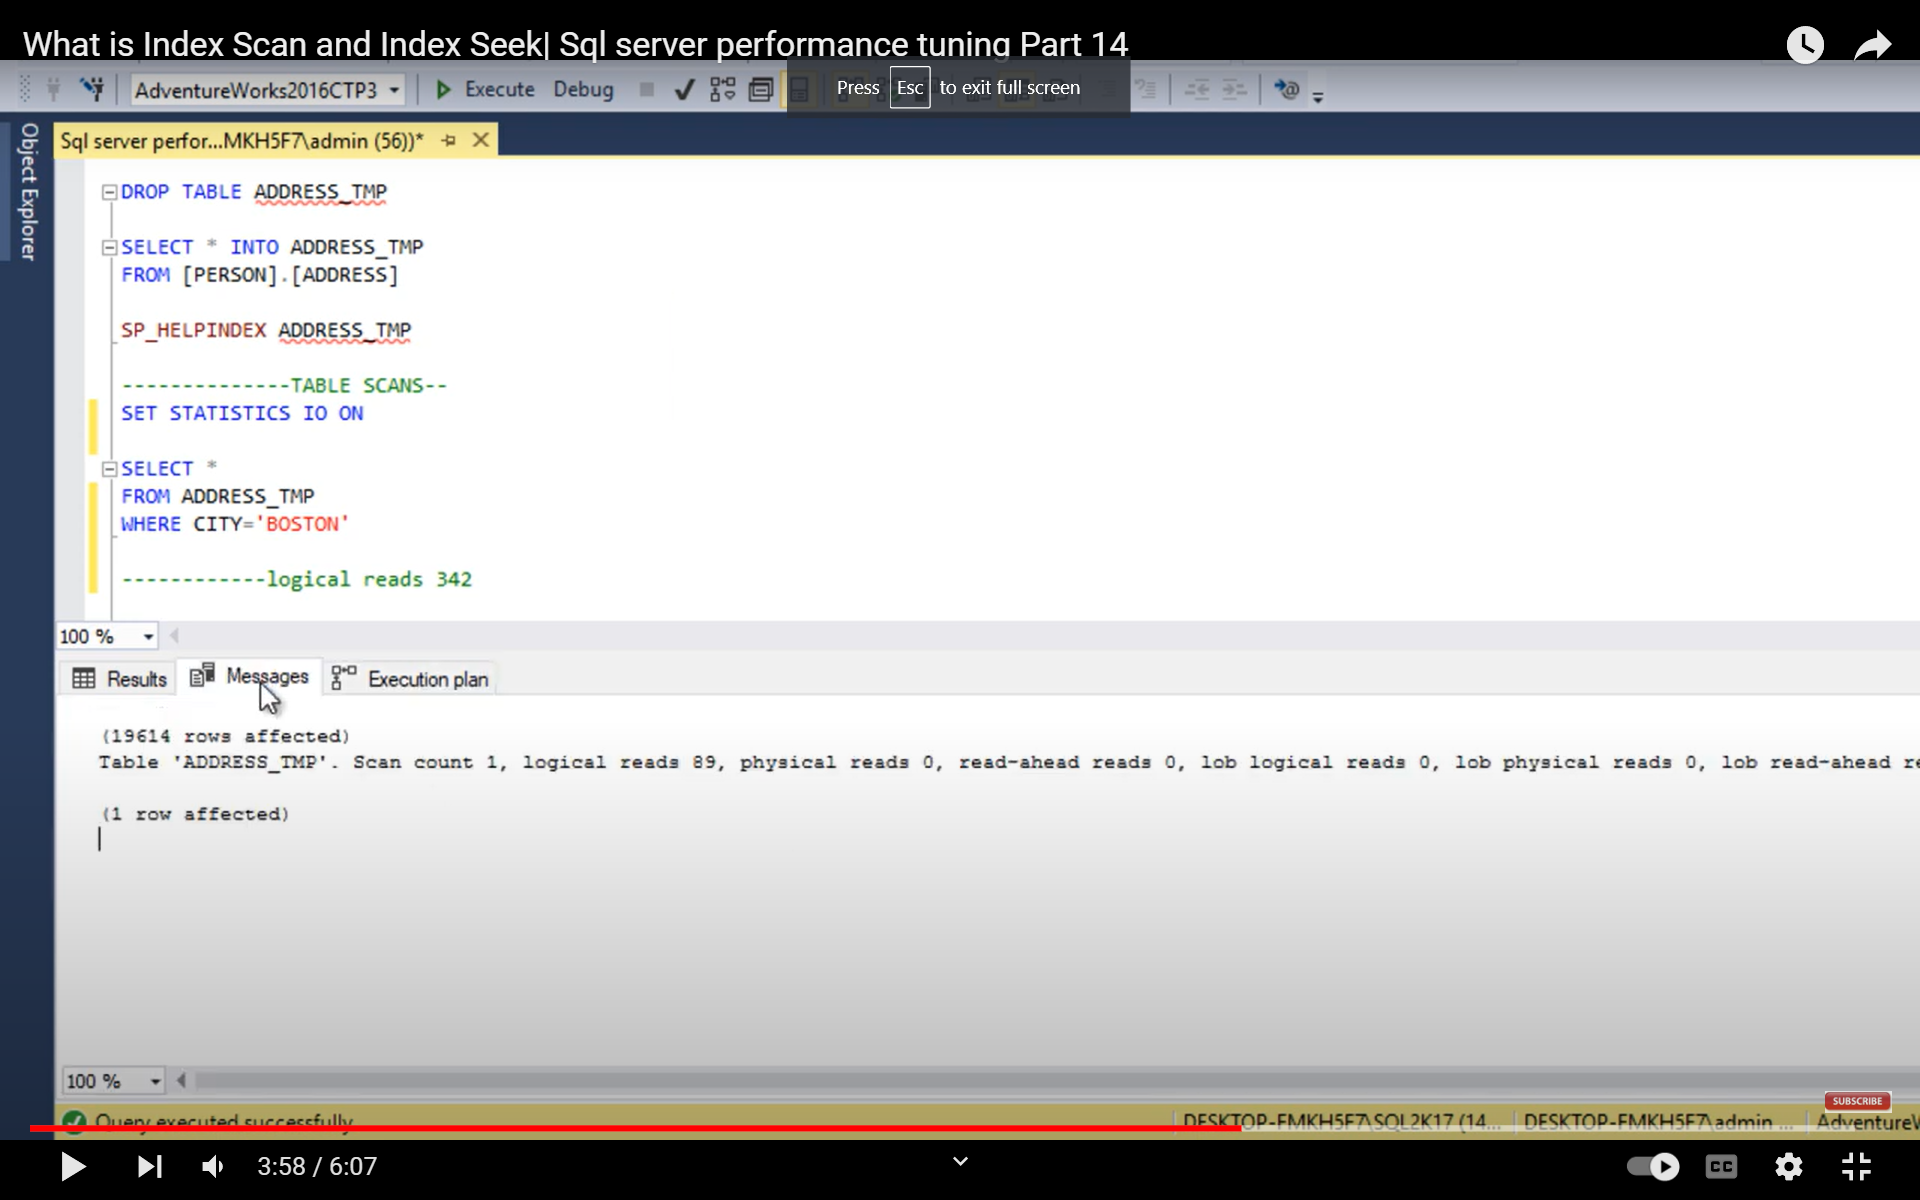 What is Index Scan and Index Seek| Sql server performance tuning Part 14
AdventureWorks2016CTP3 Execute Debug
Press Esc to exit full screen
Object Explorer
Sql server perfor...MKH5F7\admin (56))*
DROP TABLE ADDRESS_TMP
SELECT * INTO ADDRESS_TMP
FROM [PERSON].[ADDRESS]
SP_HELPINDEX ADDRESS_TMP
--------------TABLE SCANS--
SET STATISTICS IO ON
SELECT *
FROM ADDRESS_TMP
WHERE CITY='BOSTON'
------------logical reads 342
100 %
Results Messages Execution plan
(19614 rows affected)
Table 'ADDRESS_TMP'. Scan count 1, logical reads 89, physical reads 0, read-ahead reads 0, lob logical reads 0, lob physical reads 0, lob read-ahead re
(1 row affected)
100 %
SUBSCRIBE
Query executed successfully DESKTOP-FMKH5F7\SQL2K17 (14... DESKTOP-FMKH5F7\admin ... AdventureW
3:58 / 6:07
CC